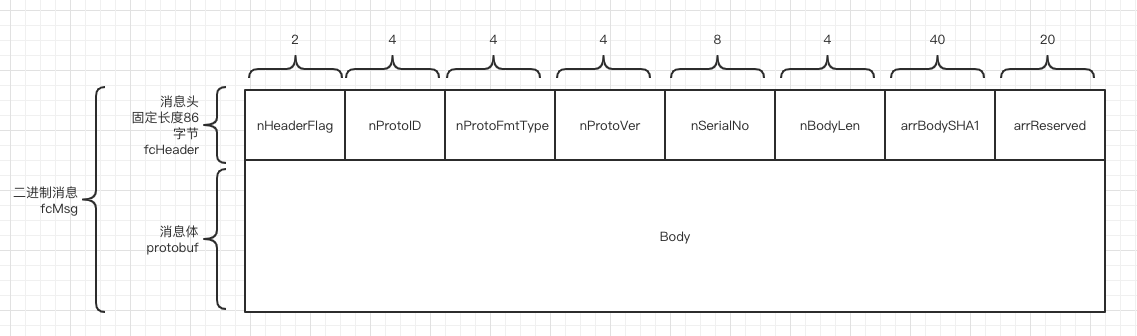 2
4
4
4
8
4
40
20
消息头
固定长度86
字节
fcHeader
nHeaderFlag
nProtoID
nProtoFmtType
nProtoVer
nSerialNo
nBodyLen
arrBodySHA1
arrReserved
二进制消息
fcMsg
消息体
protobuf
Body